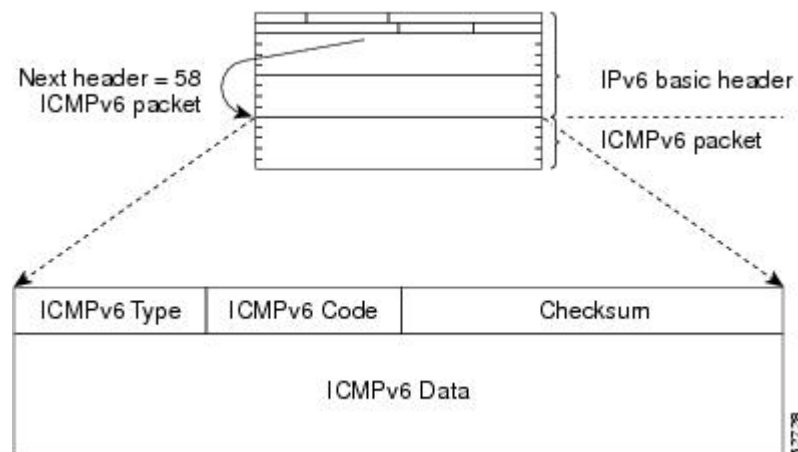 Next header = 58
ICMPv6 packet
IPv6 basic header
ICMPv6 packet
ICMPv6 Type
ICMPv6 Code
Checksum
ICMPv6 Data